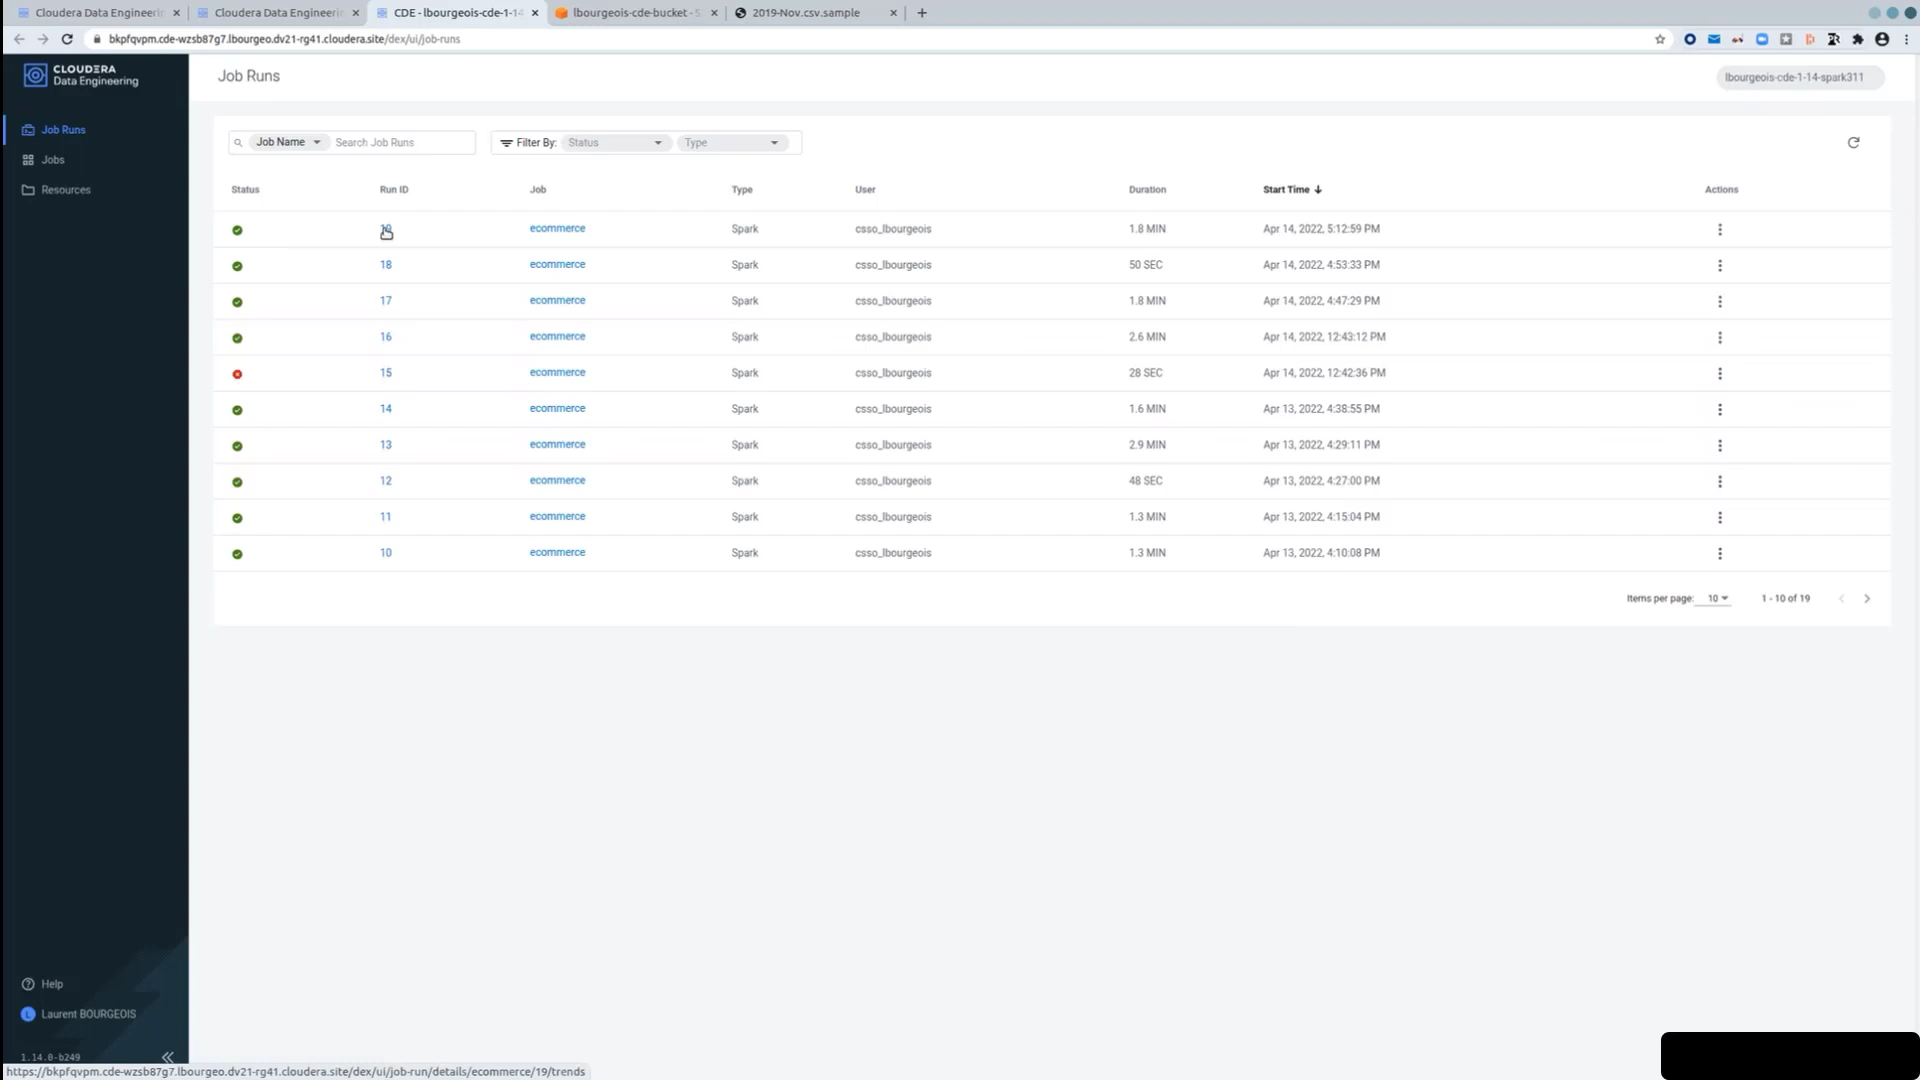 Cloudera Data Engineerin
Cloudera Data Engineerin
CDE - lbourgeois-cde-1-14
lbourgeois-cde-bucket - S
2019-Nov.csv.sample
bkpfqvpm.cde-wzsb87g7.lbourgeo.dv21-rg41.cloudera.site/dex/ui/job-runs
CLOUDERA
Data Engineering
Job Runs
lbourgeois-cde-1-14-spark311
Job Runs
Jobs
Resources
Job Name
Search Job Runs
Filter By:
Status
Type
Status Run ID Job Type User Duration Start Time Actions
ecommerce Spark csso_lbourgeois 1.8 MIN Apr 14, 2022, 5:12:59 PM
18 ecommerce Spark csso_lbourgeois 50 SEC Apr 14, 2022, 4:53:33 PM
17 ecommerce Spark csso_lbourgeois 1.8 MIN Apr 14, 2022, 4:47:29 PM
16 ecommerce Spark csso_lbourgeois 2.6 MIN Apr 14, 2022, 12:43:12 PM
15 ecommerce Spark csso_lbourgeois 28 SEC Apr 14, 2022, 12:42:36 PM
14 ecommerce Spark csso_lbourgeois 1.6 MIN Apr 13, 2022, 4:38:55 PM
13 ecommerce Spark csso_lbourgeois 2.9 MIN Apr 13, 2022, 4:29:11 PM
12 ecommerce Spark csso_lbourgeois 48 SEC Apr 13, 2022, 4:27:00 PM
11 ecommerce Spark csso_lbourgeois 1.3 MIN Apr 13, 2022, 4:15:04 PM
10 ecommerce Spark csso_lbourgeois 1.3 MIN Apr 13, 2022, 4:10:08 PM
Items per page: 10 1 - 10 of 19
Help
L Laurent BOURGEOIS
1.14.0-b249
https://bkpfqvpm.cde-wzsb87g7.lbourgeo.dv21-rg41.cloudera.site/dex/ui/job-run/details/ecommerce/19/trends